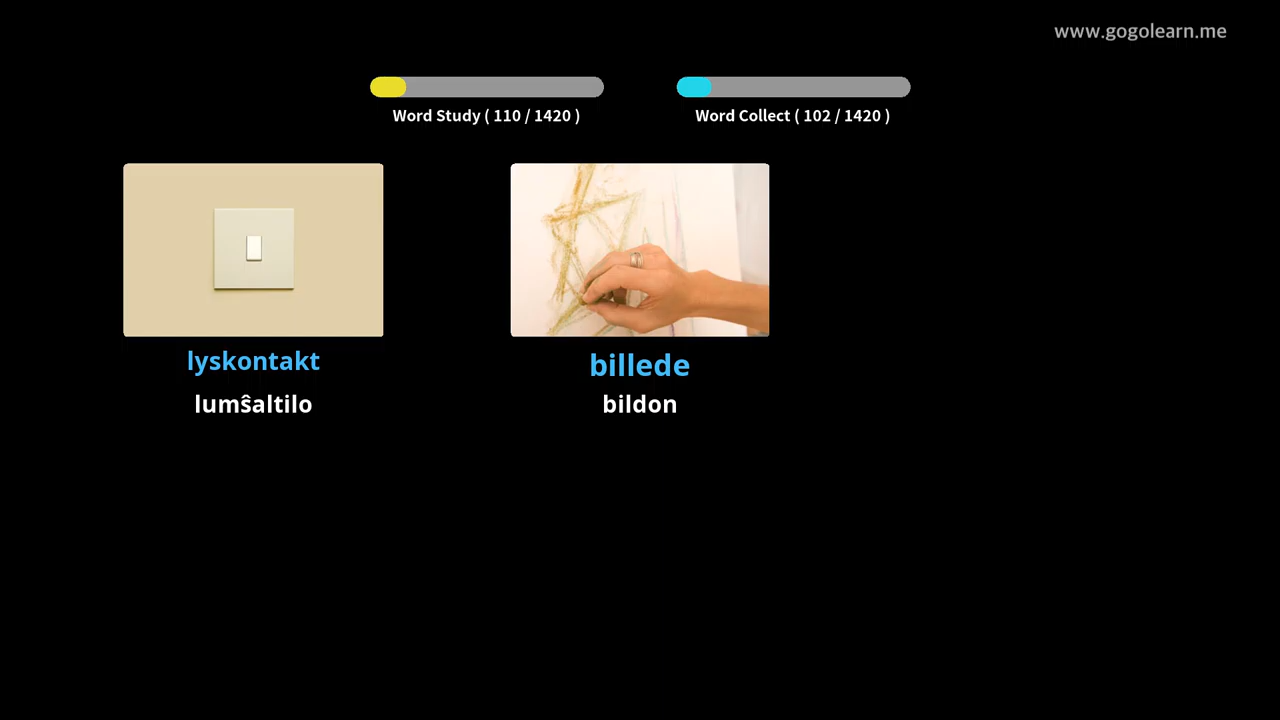 www.gogolearn.me
Word Study ( 110 / 1420 )
Word Collect ( 102 / 1420 )
lyskontakt
lumŝaltilo
billede
bildon